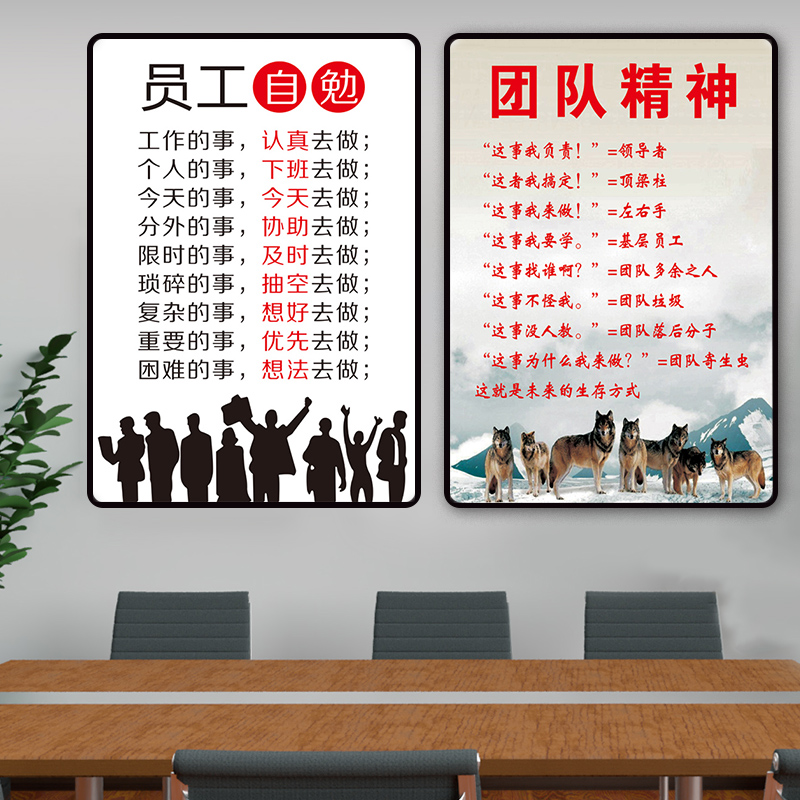 员工自勉
工作的事，认真去做；
个人的事，下班去做；
今天的事，今天去做；
分外的事，协助去做；
限时的事，及时去做；
琐碎的事，抽空去做；
复杂的事，想好去做；
重要的事，优先去做；
困难的事，想法去做；
团队精神
“这事我负责！”=领导者
“这者我搞定！”=顶梁柱
“这事我来做！”=左右手
“这事我要学。”=基层员工
“这事找谁啊？”=团队多余之人
“这事不怪我。”=团队垃圾
“这事没人教。”=团队落后分子
“这事为什么我来做？”=团队寄生虫
这就是未来的生存方式